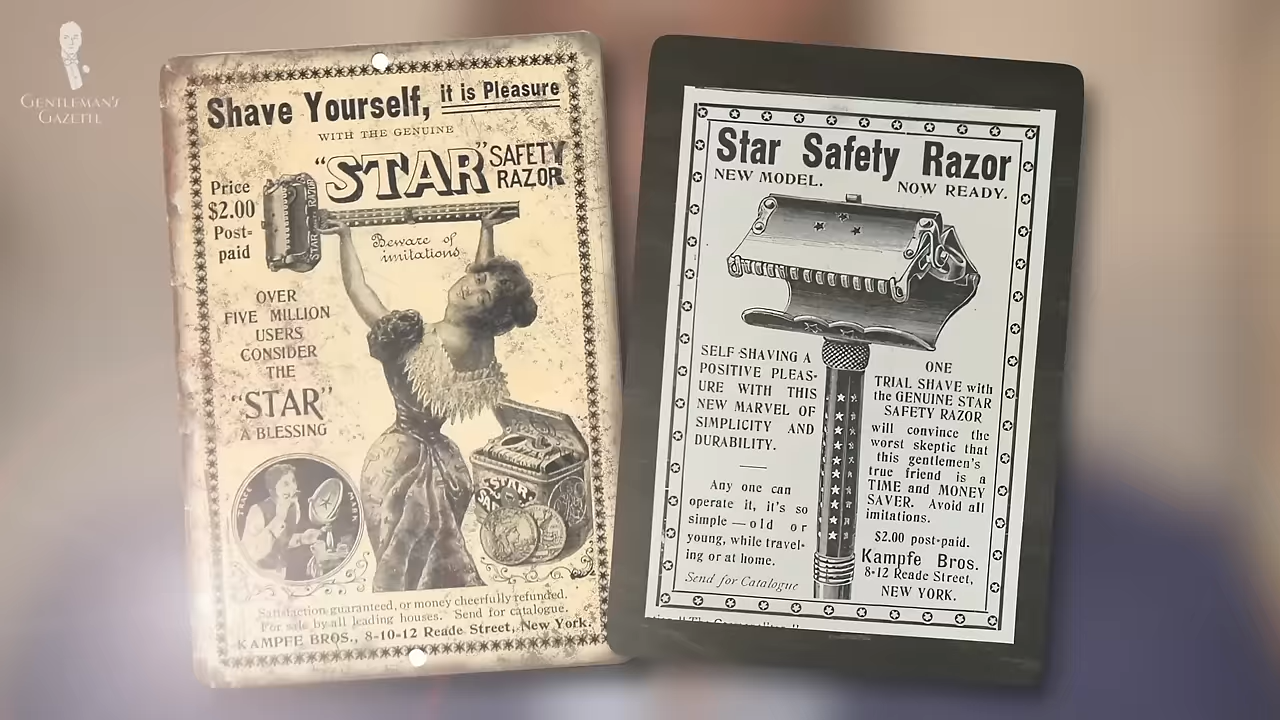 GENTLEMAN'S
GAZETTE
Shave Yourself, it is Pleasure
WITH THE GENUINE
"STAR" SAFETY
RAZOR
Price
$2.00
Post-
paid
STAR RAZOR
Beware of
imitations
OVER
FIVE MILLION
USERS
CONSIDER
THE
"STAR"
A BLESSING
TRADE MARK
STAR
Satisfaction guaranteed, or money cheerfully refunded.
For sale by all leading houses. Send for catalogue.
KAMPFE BROS., 8-10-12 Reade Street, New York.
Star Safety Razor
NEW MODEL. NOW READY.
SELF-SHAVING A
POSITIVE PLEAS-
URE WITH THIS
NEW MARVEL OF
SIMPLICITY AND
DURABILITY.
Any one can
operate it, it's so
simple — old or
young, while travel-
ing or at home.
Send for Catalogue
ONE
TRIAL SHAVE with
the GENUINE STAR
SAFETY RAZOR
will convince the
worst skeptic that
this gentlemen's
true friend is a
TIME and MONEY
SAVER. Avoid all
imitations.
$2.00 post-paid.
Kampfe Bros.
8-12 Reade Street,
NEW YORK.